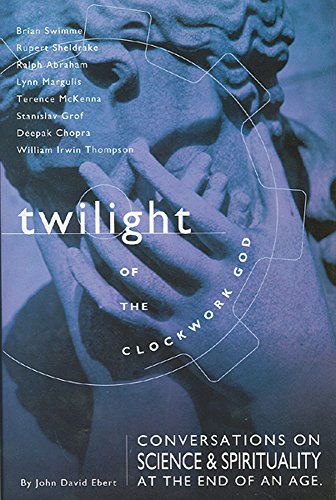 Brian Swimme
Rupert Sheldrake
Ralph Abraham
Lynn Margulis
Terence McKenna
Stanislav Grof
Deepak Chopra
William Irwin Thompson
twilight
OF
THE
CLOCKWORK GOD
CONVERSATIONS ON
SCIENCE & SPIRITUALITY
AT THE END OF AN AGE.
By John David Ebert